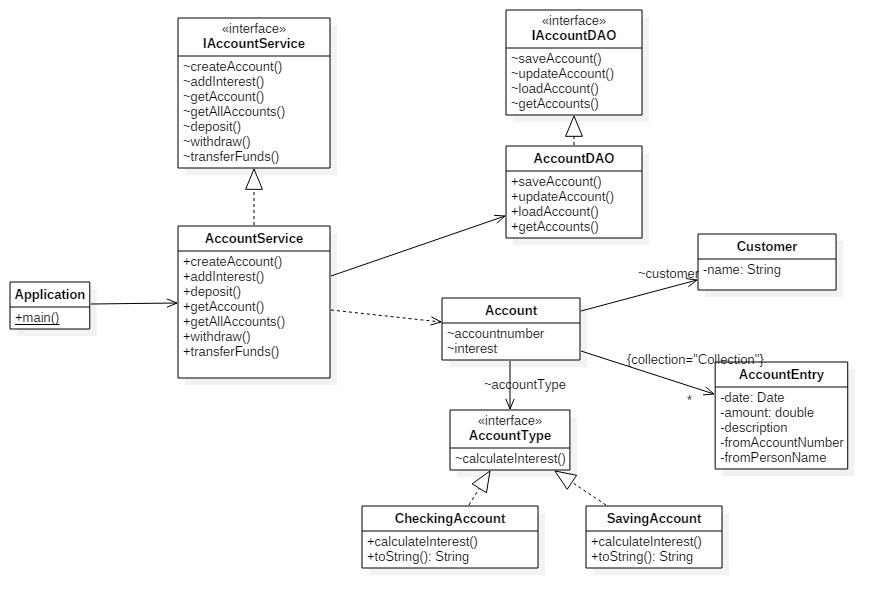 «interface»
IAccountService
~createAccount()
~addInterest()
~getAccount()
~getAllAccounts()
~deposit()
~withdraw()
~transferFunds()
«interface»
IAccountDAO
~saveAccount()
~updateAccount()
~loadAccount()
~getAccounts()
AccountDAO
+saveAccount()
+updateAccount()
+loadAccount()
+getAccounts()
AccountService
+createAccount()
+addInterest()
+deposit()
+getAccount()
+getAllAccounts()
+withdraw()
+transferFunds()
Application
+main()
Customer
-name: String
~customer
Account
~accountnumber
~interest
{collection="Collection"}
*
AccountEntry
-date: Date
-amount: double
-description
-fromAccountNumber
-fromPersonName
~accountType
«interface»
AccountType
~calculateInterest()
CheckingAccount
+calculateInterest()
+toString(): String
SavingAccount
+calculateInterest()
+toString(): String